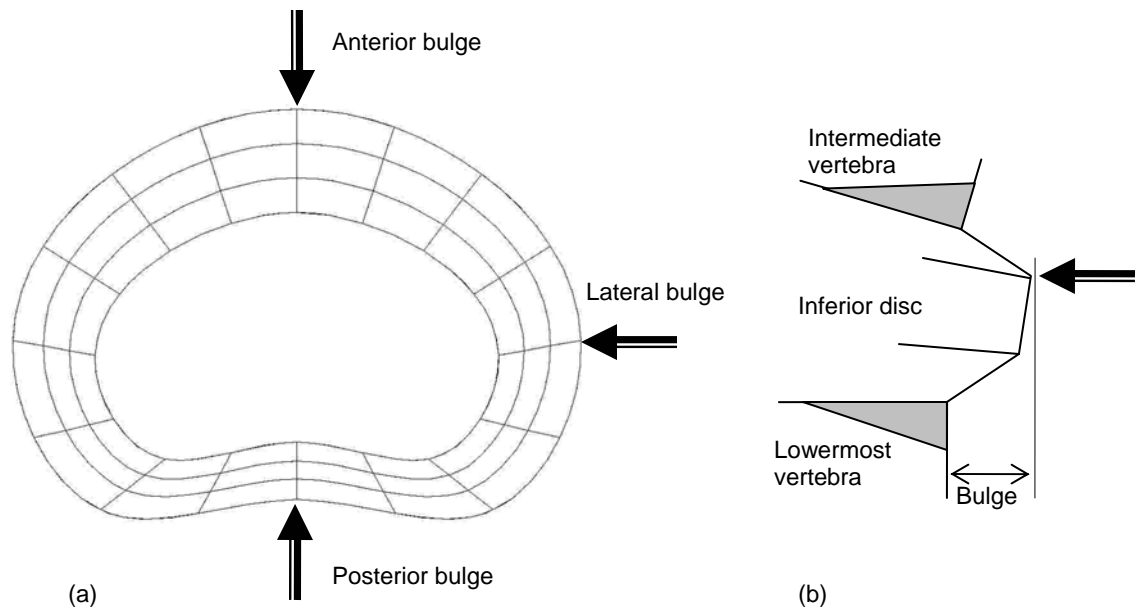 Anterior bulge
Lateral bulge
Posterior bulge
(a)
Intermediate
vertebra
Inferior disc
Lowermost
vertebra
Bulge
(b)